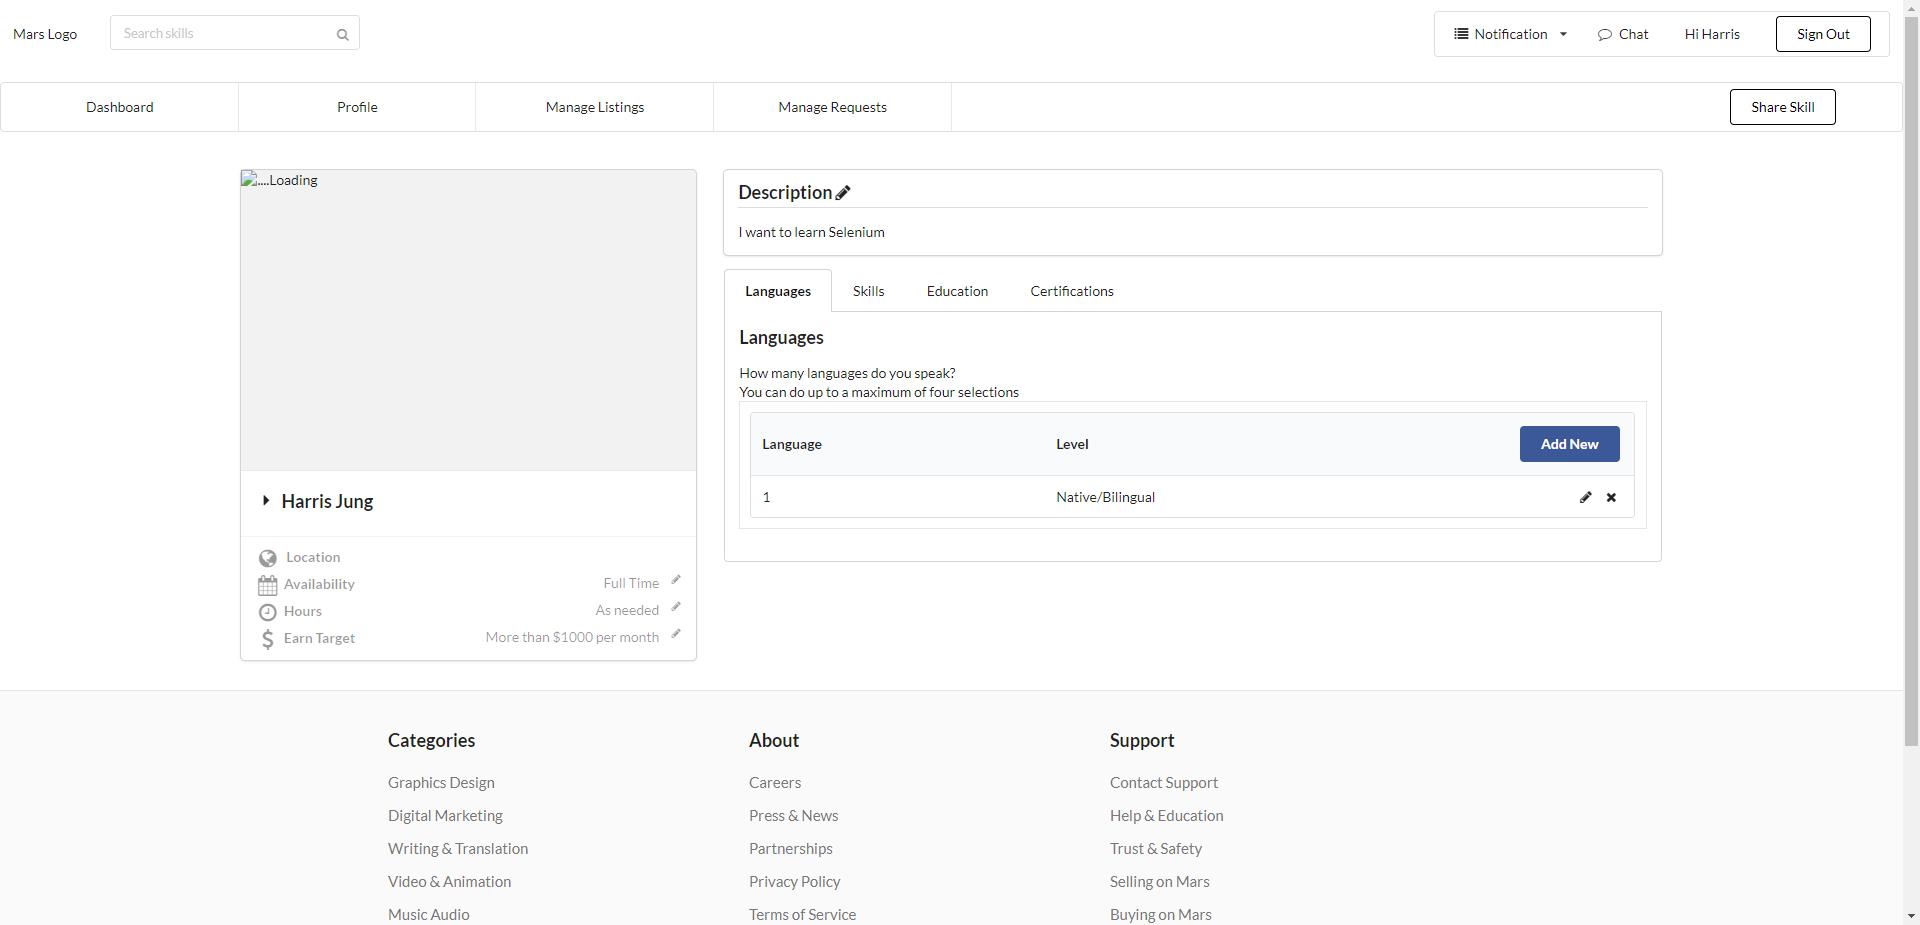 Mars Logo
Search skills
Notification
Chat
Hi Harris
Sign Out
Dashboard
Profile
Manage Listings
Manage Requests
Share Skill
....Loading
Harris Jung
Location
Availability
Full Time
Hours
As needed
Earn Target
More than $1000 per month
Description
I want to learn Selenium
Languages
Skills
Education
Certifications
Languages
How many languages do you speak?
You can do up to a maximum of four selections
Language
Level
Add New
1
Native/Bilingual
Categories
Graphics Design
Digital Marketing
Writing & Translation
Video & Animation
Music Audio
About
Careers
Press & News
Partnerships
Privacy Policy
Terms of Service
Support
Contact Support
Help & Education
Trust & Safety
Selling on Mars
Buying on Mars